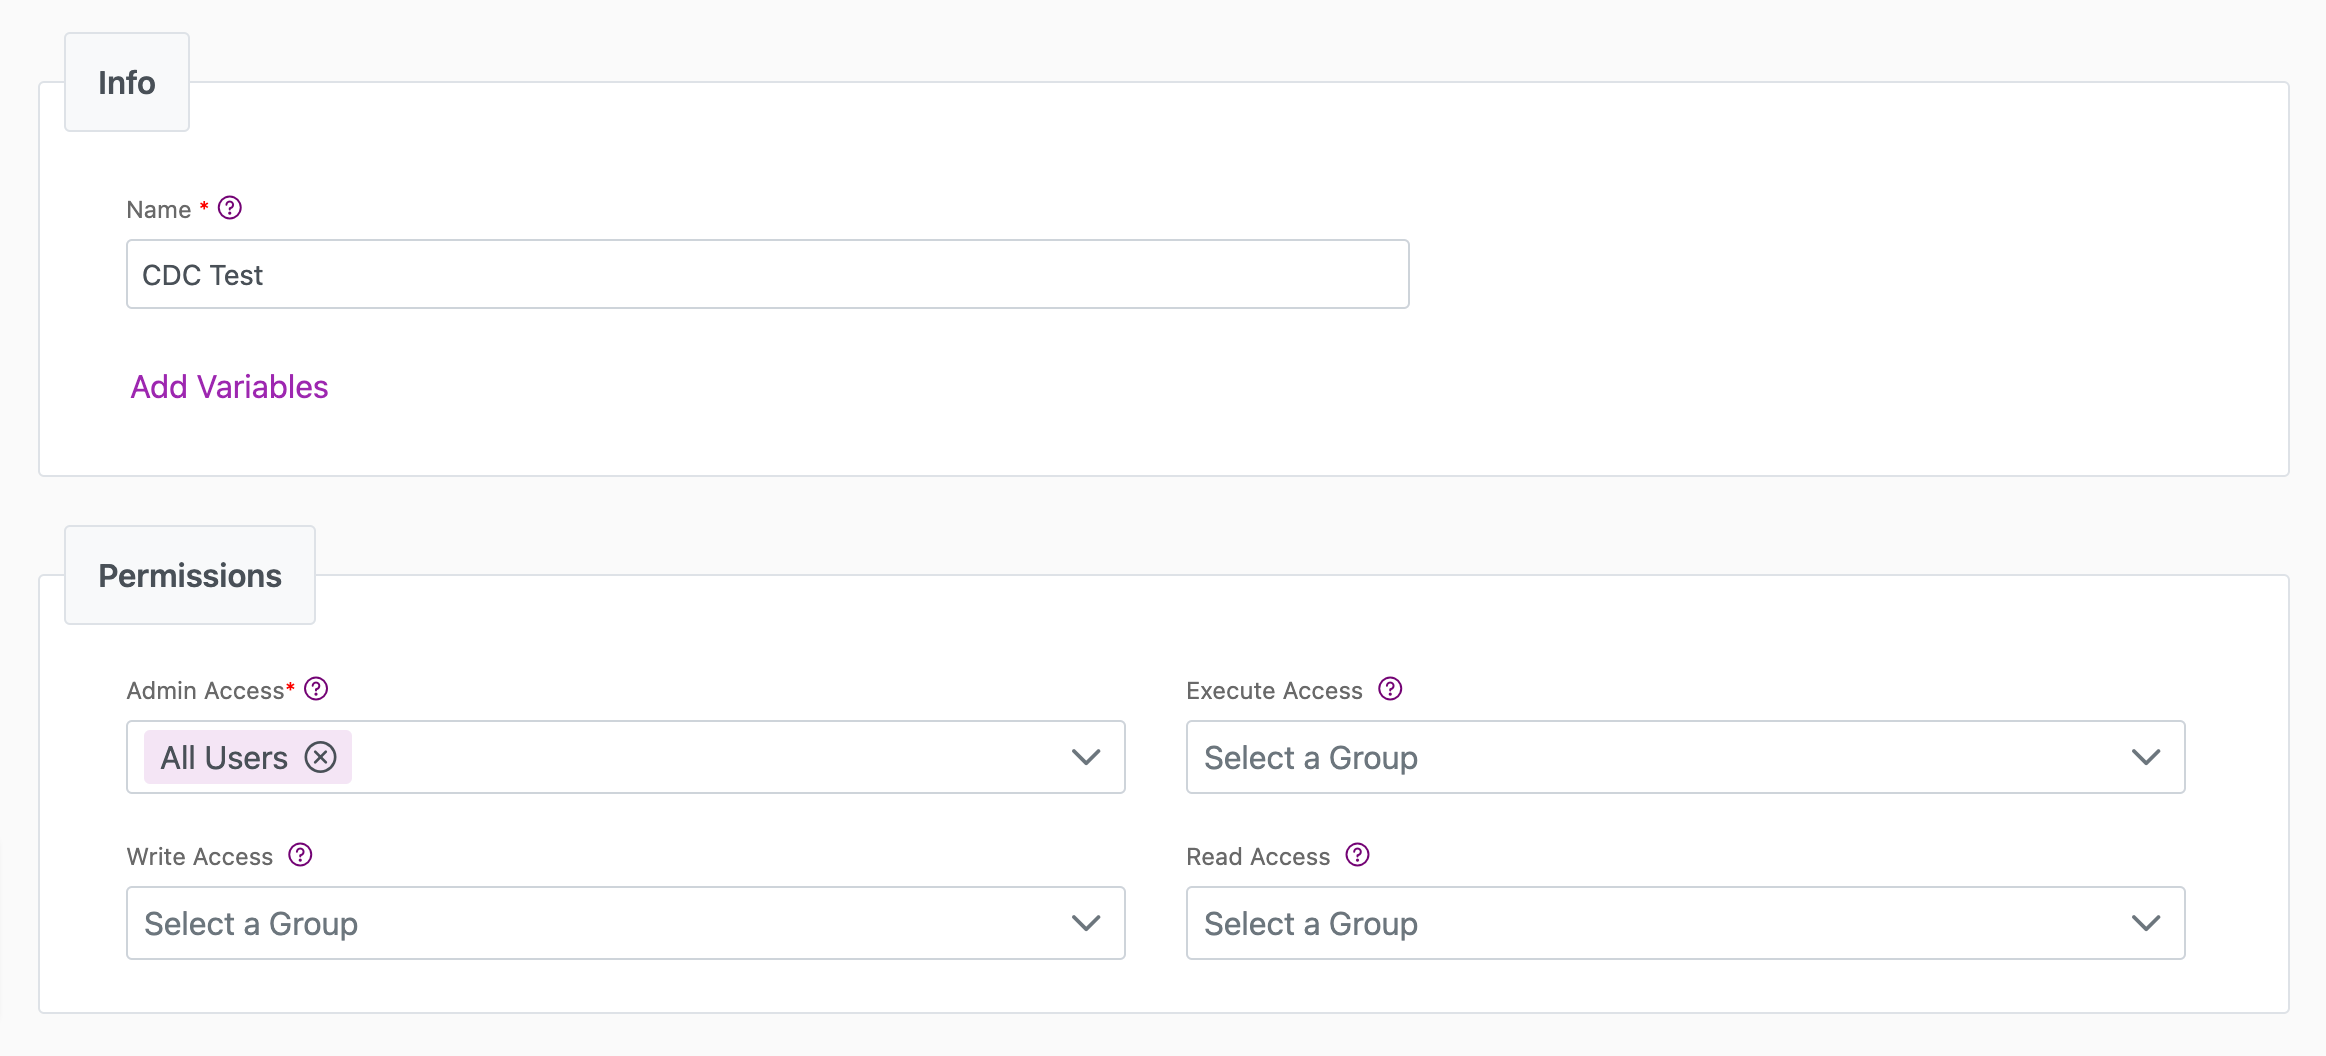 Info
Name *
CDC Test
Add Variables
Permissions
Admin Access*
All Users
Execute Access
Select a Group
Write Access
Select a Group
Read Access
Select a Group